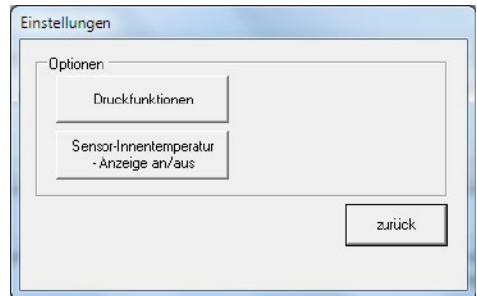 Einstellungen
Optionen
Druckfunktionen
Sensor-Innentemperatur
- Anzeige an/aus
zurück